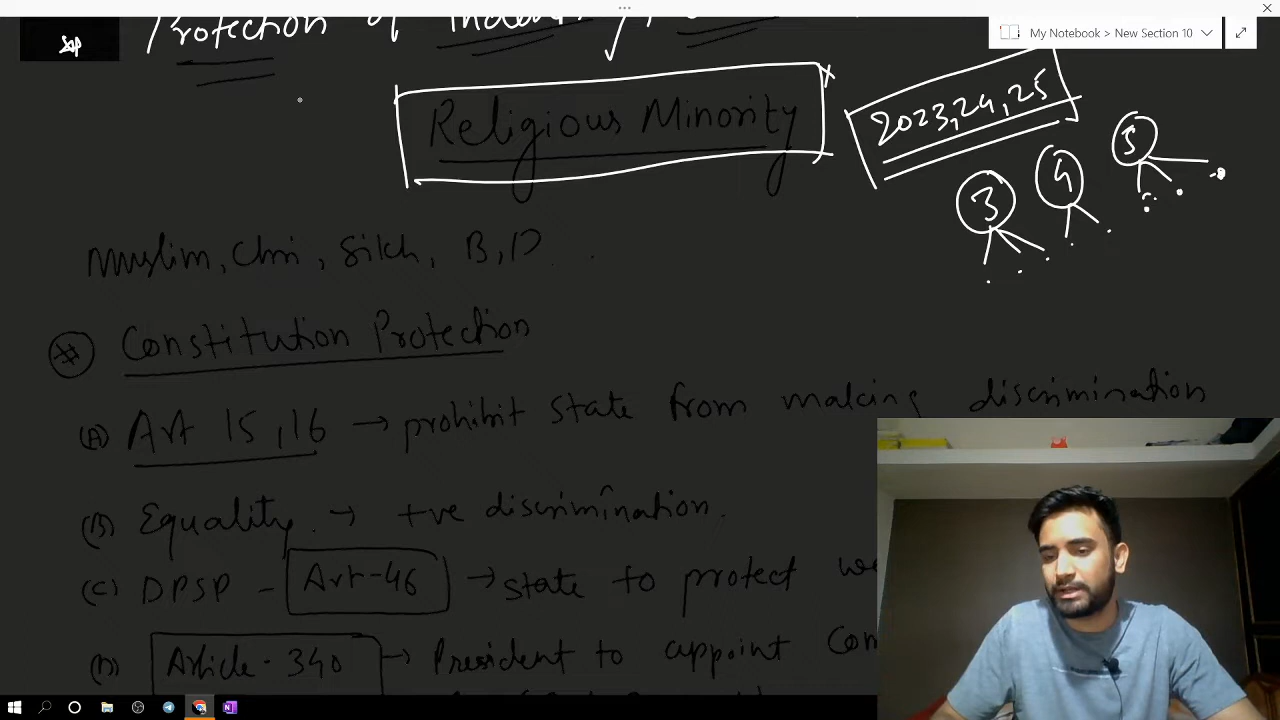 Protection of
My Notebook > New Section 10
Religious Minority
2023,24,25
3 4 5
Muslim, Chri, Sikh, B, P
Constitution Protection
(A) Art 15,16 → prohibit state from making discrimination
(B) Equality → +ve discrimination.
(C) DPSP - Art-46 → state to protect we
(D) Article-340 → President to appoint com